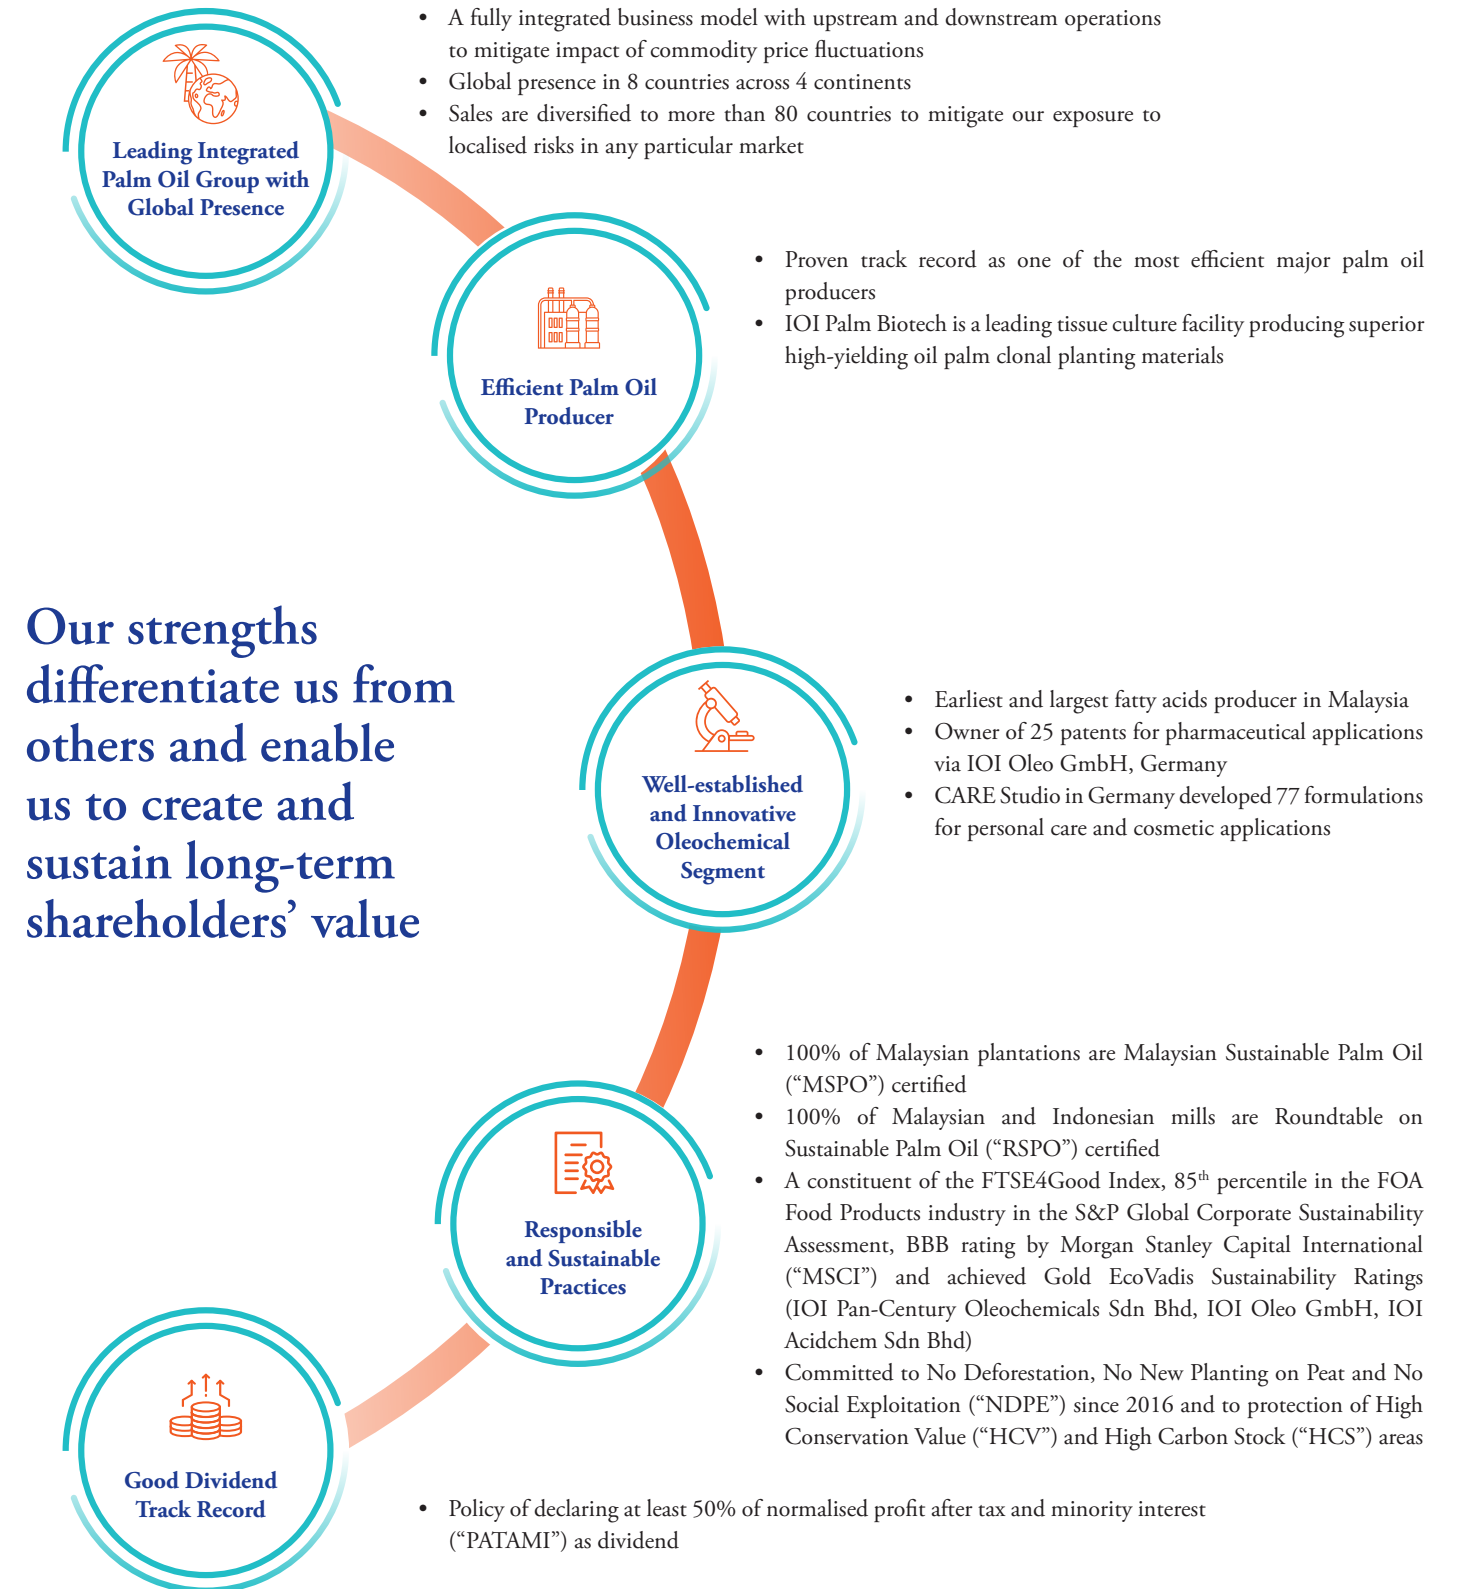 • A fully integrated business model with upstream and downstream operations
to mitigate impact of commodity price fluctuations
• Global presence in 8 countries across 4 continents
• Sales are diversified to more than 80 countries to mitigate our exposure to
localised risks in any particular market
Leading Integrated
Palm Oil Group with
Global Presence
• Proven track record as one of the most efficient major palm oil
producers
• IOI Palm Biotech is a leading tissue culture facility producing superior
high-yielding oil palm clonal planting materials
Efficient Palm Oil
Producer
Our strengths
differentiate us from
others and enable
us to create and
sustain long-term
shareholders’ value
• Earliest and largest fatty acids producer in Malaysia
• Owner of 25 patents for pharmaceutical applications
via IOI Oleo GmbH, Germany
• CARE Studio in Germany developed 77 formulations
for personal care and cosmetic applications
Well-established
and Innovative
Oleochemical
Segment
• 100% of Malaysian plantations are Malaysian Sustainable Palm Oil
(“MSPO”) certified
• 100% of Malaysian and Indonesian mills are Roundtable on
Sustainable Palm Oil (“RSPO”) certified
• A constituent of the FTSE4Good Index, 85th percentile in the FOA
Food Products industry in the S&P Global Corporate Sustainability
Assessment, BBB rating by Morgan Stanley Capital International
(“MSCI”) and achieved Gold EcoVadis Sustainability Ratings
(IOI Pan-Century Oleochemicals Sdn Bhd, IOI Oleo GmbH, IOI
Acidchem Sdn Bhd)
• Committed to No Deforestation, No New Planting on Peat and No
Social Exploitation (“NDPE”) since 2016 and to protection of High
Conservation Value (“HCV”) and High Carbon Stock (“HCS”) areas
Responsible
and Sustainable
Practices
Good Dividend
Track Record
• Policy of declaring at least 50% of normalised profit after tax and minority interest
(“PATAMI”) as dividend